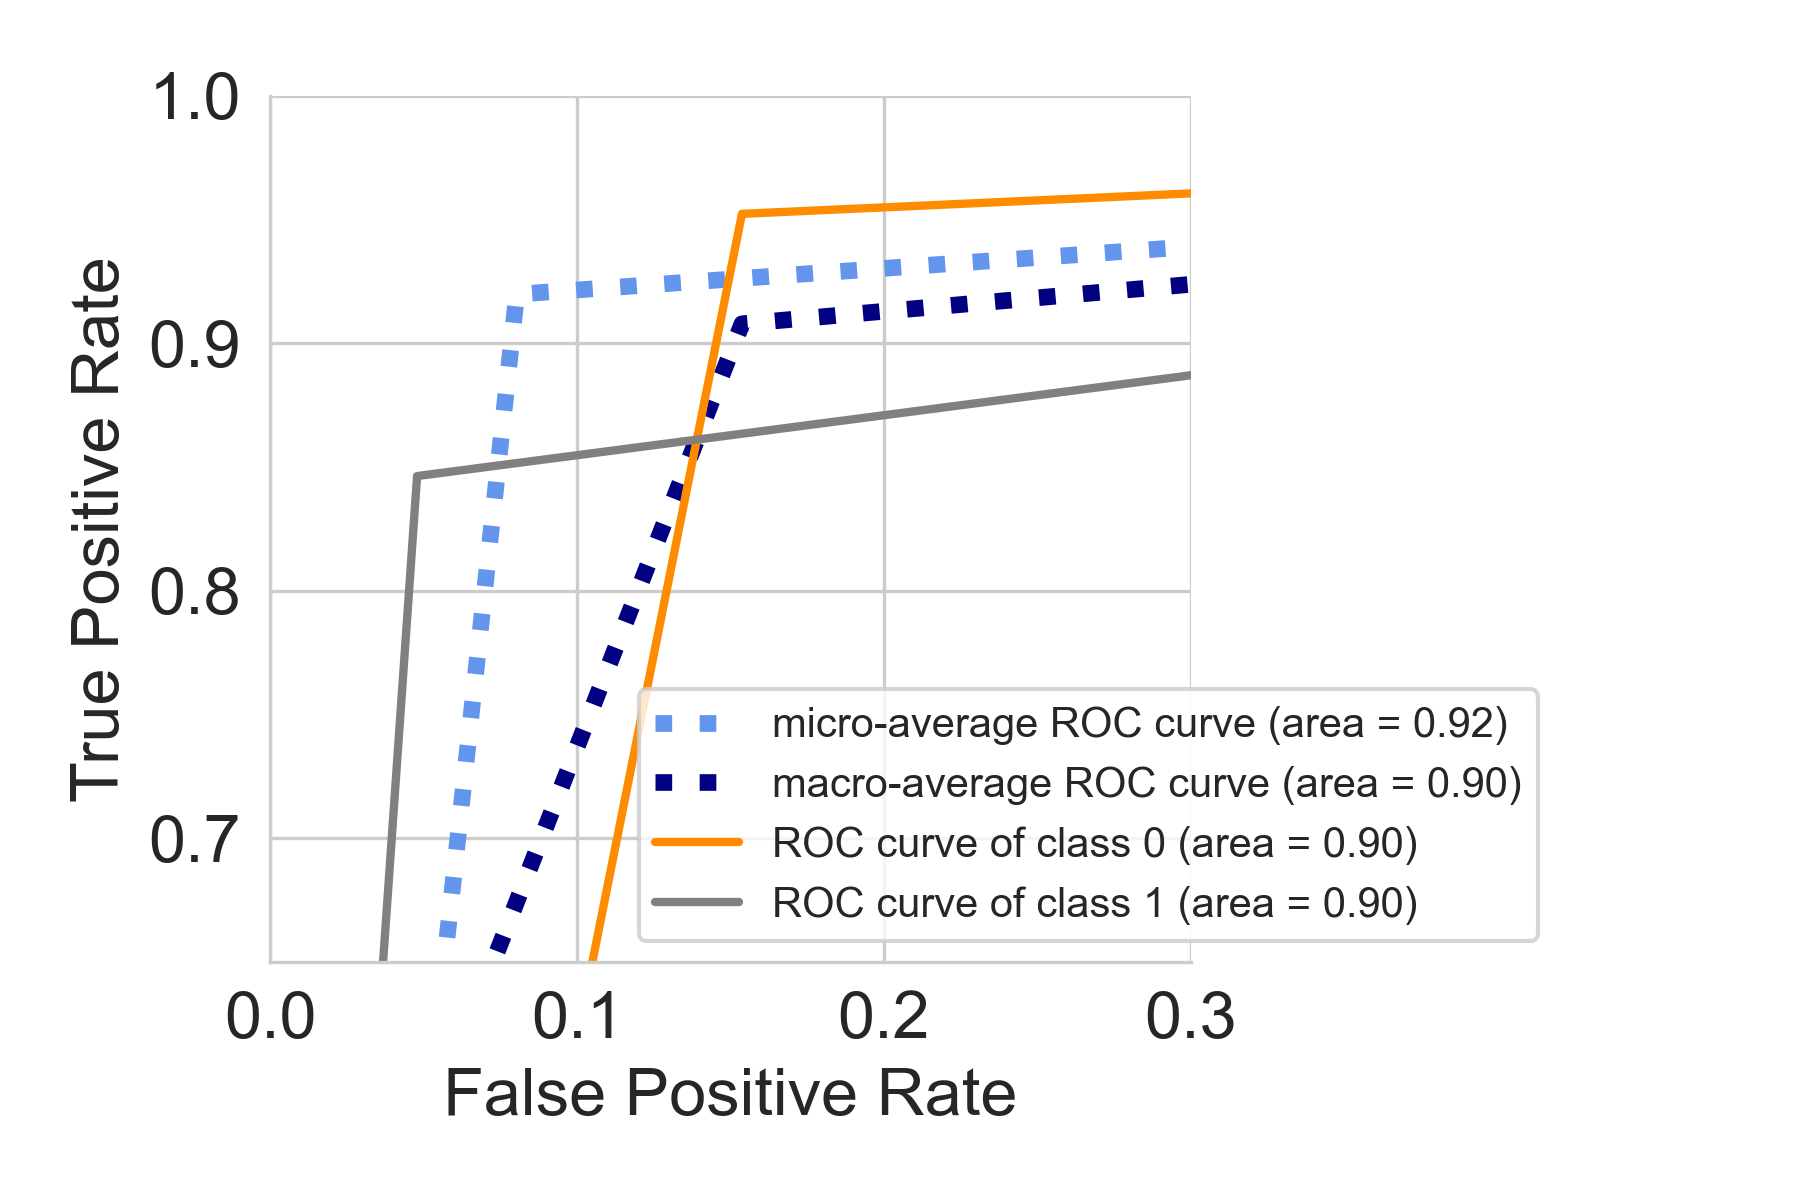 1.0
0.9
0.8
0.7
True Positive Rate
micro-average ROC curve (area = 0.92)
macro-average ROC curve (area = 0.90)
ROC curve of class 0 (area = 0.90)
ROC curve of class 1 (area = 0.90)
0.0 0.1 0.2 0.3
False Positive Rate